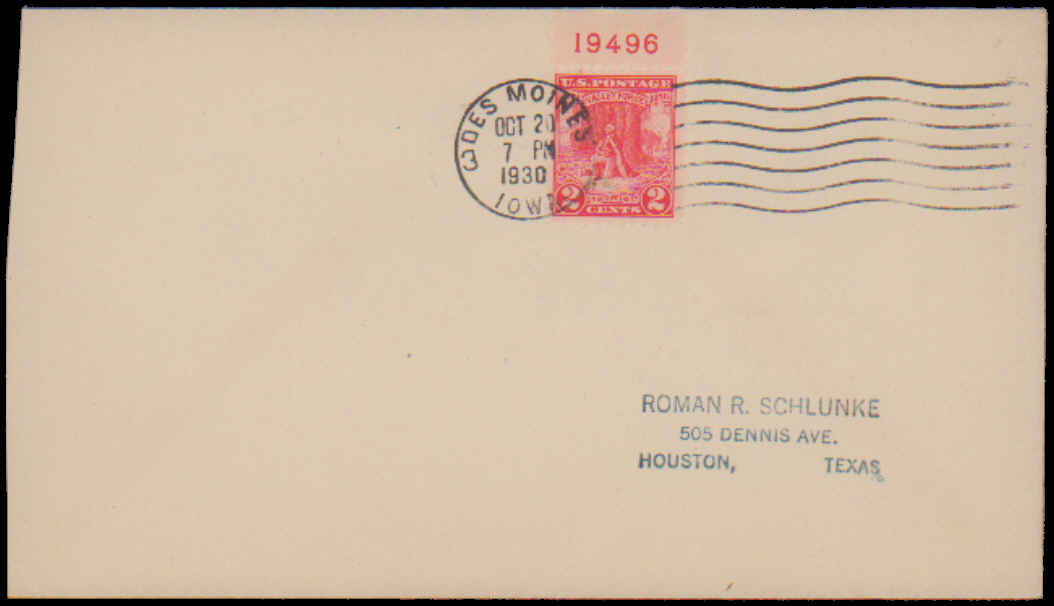 19496
U.S. POSTAGE
2 CENTS 2
DES MOINES
OCT 20
7 PM
1930
IOWA
3
ROMAN R. SCHLUNKE
505 DENNIS AVE.
HOUSTON, TEXAS